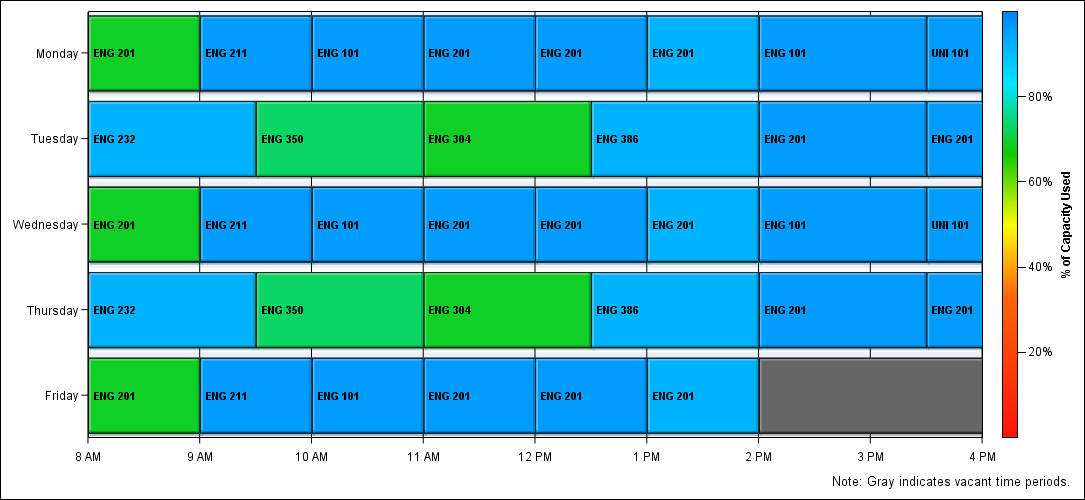 Monday ENG 201 ENG 211 ENG 101 ENG 201 ENG 201 ENG 201 ENG 101 UNI 101
Tuesday ENG 232 ENG 350 ENG 304 ENG 386 ENG 201 ENG 201
Wednesday ENG 201 ENG 211 ENG 101 ENG 201 ENG 201 ENG 201 ENG 101 UNI 101
Thursday ENG 232 ENG 350 ENG 304 ENG 386 ENG 201 ENG 201
Friday ENG 201 ENG 211 ENG 101 ENG 201 ENG 201 ENG 201
8 AM 9 AM 10 AM 11 AM 12 PM 1 PM 2 PM 3 PM 4 PM
80%
60%
40%
20%
% of Capacity Used
Note: Gray indicates vacant time periods.